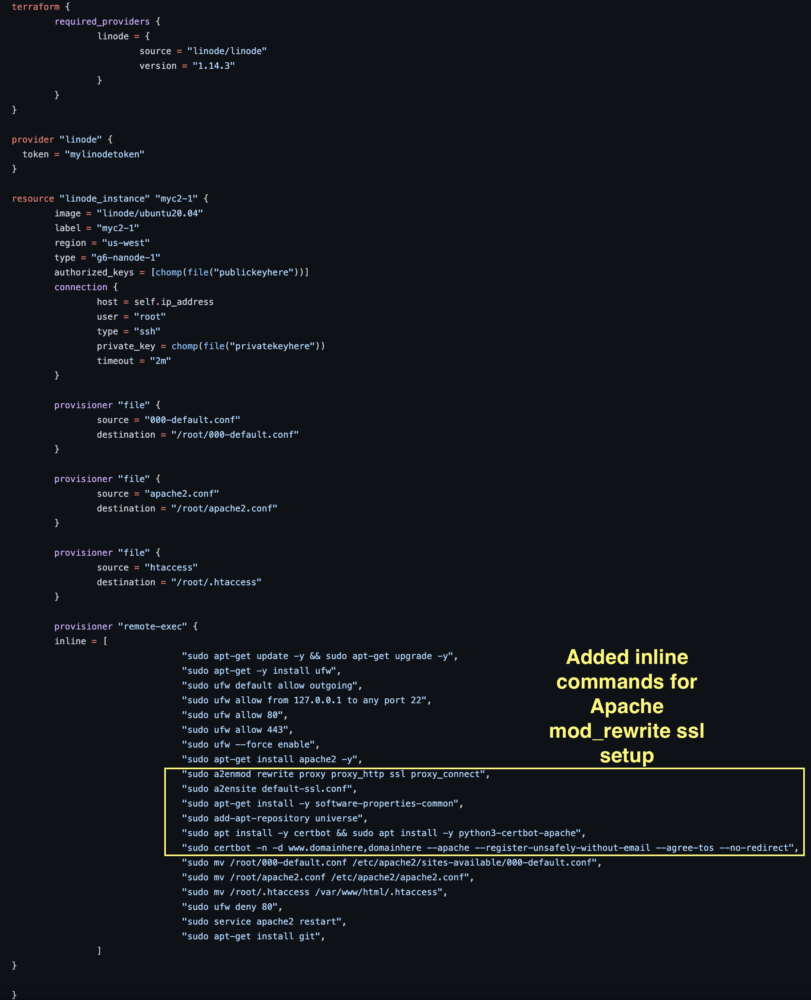 terraform {
required_providers {
linode = {
source = "linode/linode"
version = "1.14.3"
}
}
}
provider "linode" {
token = "mylinodetoken"
}
resource "linode_instance" "myc2-1" {
image = "linode/ubuntu20.04"
label = "myc2-1"
region = "us-west"
type = "g6-nanode-1"
authorized_keys = [chomp(file("publickeyhere"))]
connection {
host = self.ip_address
user = "root"
type = "ssh"
private_key = chomp(file("privatekeyhere"))
timeout = "2m"
}
provisioner "file" {
source = "000-default.conf"
destination = "/root/000-default.conf"
}
provisioner "file" {
source = "apache2.conf"
destination = "/root/apache2.conf"
}
provisioner "file" {
source = "htaccess"
destination = "/root/.htaccess"
}
provisioner "remote-exec" {
inline = [
"sudo apt-get update -y && sudo apt-get upgrade -y",
"sudo apt-get -y install ufw",
"sudo ufw default allow outgoing",
"sudo ufw allow from 127.0.0.1 to any port 22",
"sudo ufw allow 80",
"sudo ufw allow 443",
"sudo ufw --force enable",
"sudo apt-get install apache2 -y",
"sudo a2enmod rewrite proxy proxy_http ssl proxy_connect",
"sudo a2ensite default-ssl.conf",
"sudo apt-get install -y software-properties-common",
"sudo add-apt-repository universe",
"sudo apt install -y certbot && sudo apt install -y python3-certbot-apache",
"sudo certbot -n -d www.domainhere,domainhere --apache --register-unsafely-without-email --agree-tos --no-redirect",
"sudo mv /root/000-default.conf /etc/apache2/sites-available/000-default.conf",
"sudo mv /root/apache2.conf /etc/apache2/apache2.conf",
"sudo mv /root/.htaccess /var/www/html/.htaccess",
"sudo ufw deny 80",
"sudo service apache2 restart",
"sudo apt-get install git",
]
}
}
Added inline
commands for
Apache
mod_rewrite ssl
setup